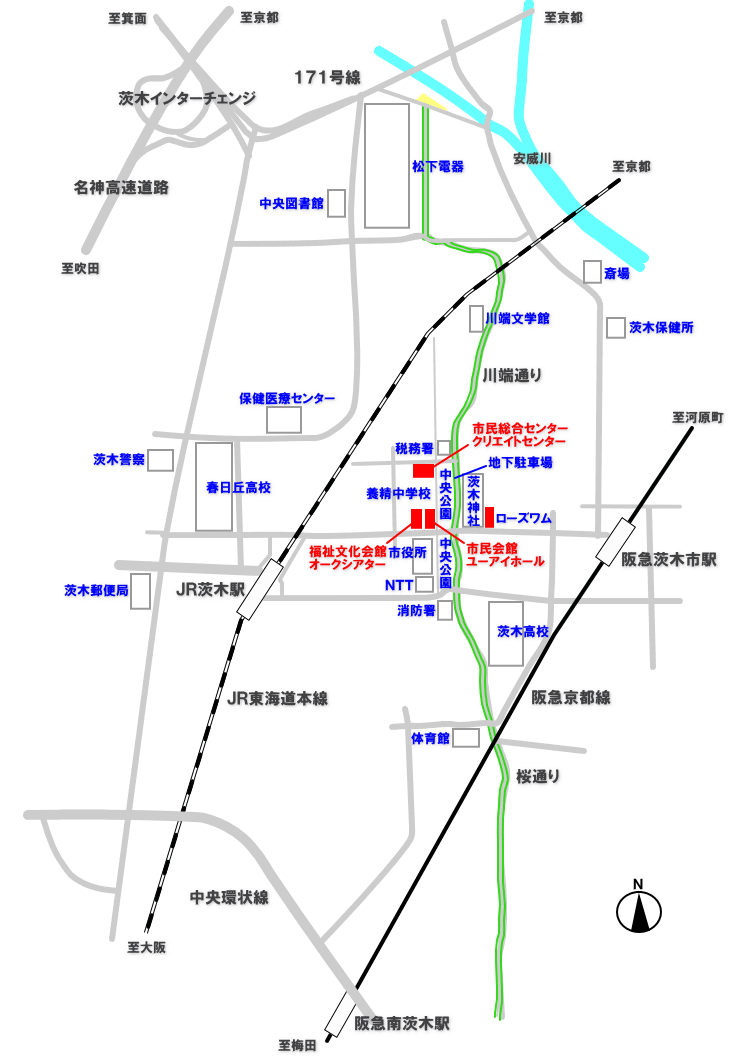 至箕面
至京都
至京都
171号線
茨木インターチェンジ
安威川
松下電器
至京都
名神高速道路
中央図書館
至吹田
斎場
川端文学館
茨木保健所
川端通り
保健医療センター
至河原町
市民総合センター
クリエイトセンター
税務署
茨木警察
地下駐車場
中央公園
茨木神社
春日丘高校
養精中学校
ローズワム
福祉文化会館
オークシアター
市役所
中央公園
市民会館
ユーアイホール
阪急茨木市駅
JR茨木駅
NTT
茨木郵便局
消防署
茨木高校
JR東海道本線
阪急京都線
体育館
桜通り
中央環状線
N
至大阪
阪急南茨木駅
至梅田